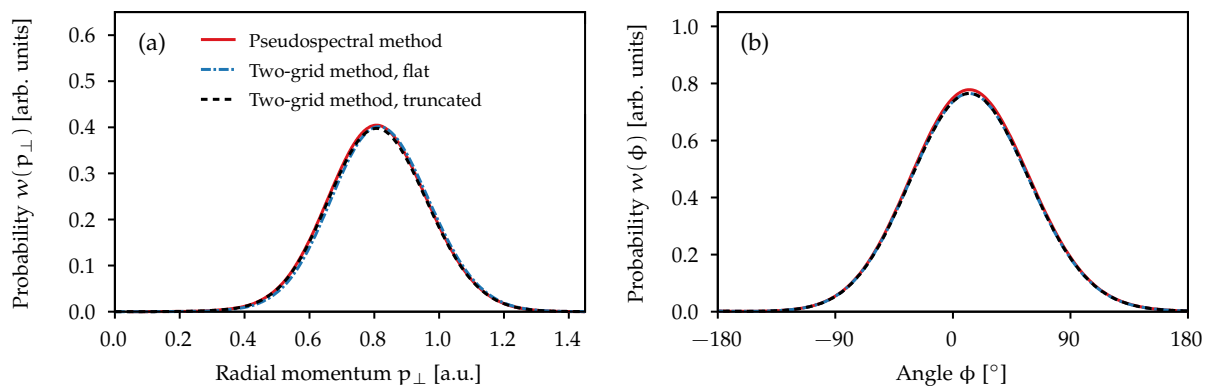 (a)
Pseudospectral method
Two-grid method, flat
Two-grid method, truncated
Probability w(p⊥) [arb. units]
0.6
0.5
0.4
0.3
0.2
0.1
0.0
0.0 0.2 0.4 0.6 0.8 1.0 1.2 1.4
Radial momentum p⊥ [a.u.]
(b)
Probability w(ϕ) [arb. units]
1.0
0.8
0.6
0.4
0.2
0.0
−180 −90 0 90 180
Angle ϕ [°]